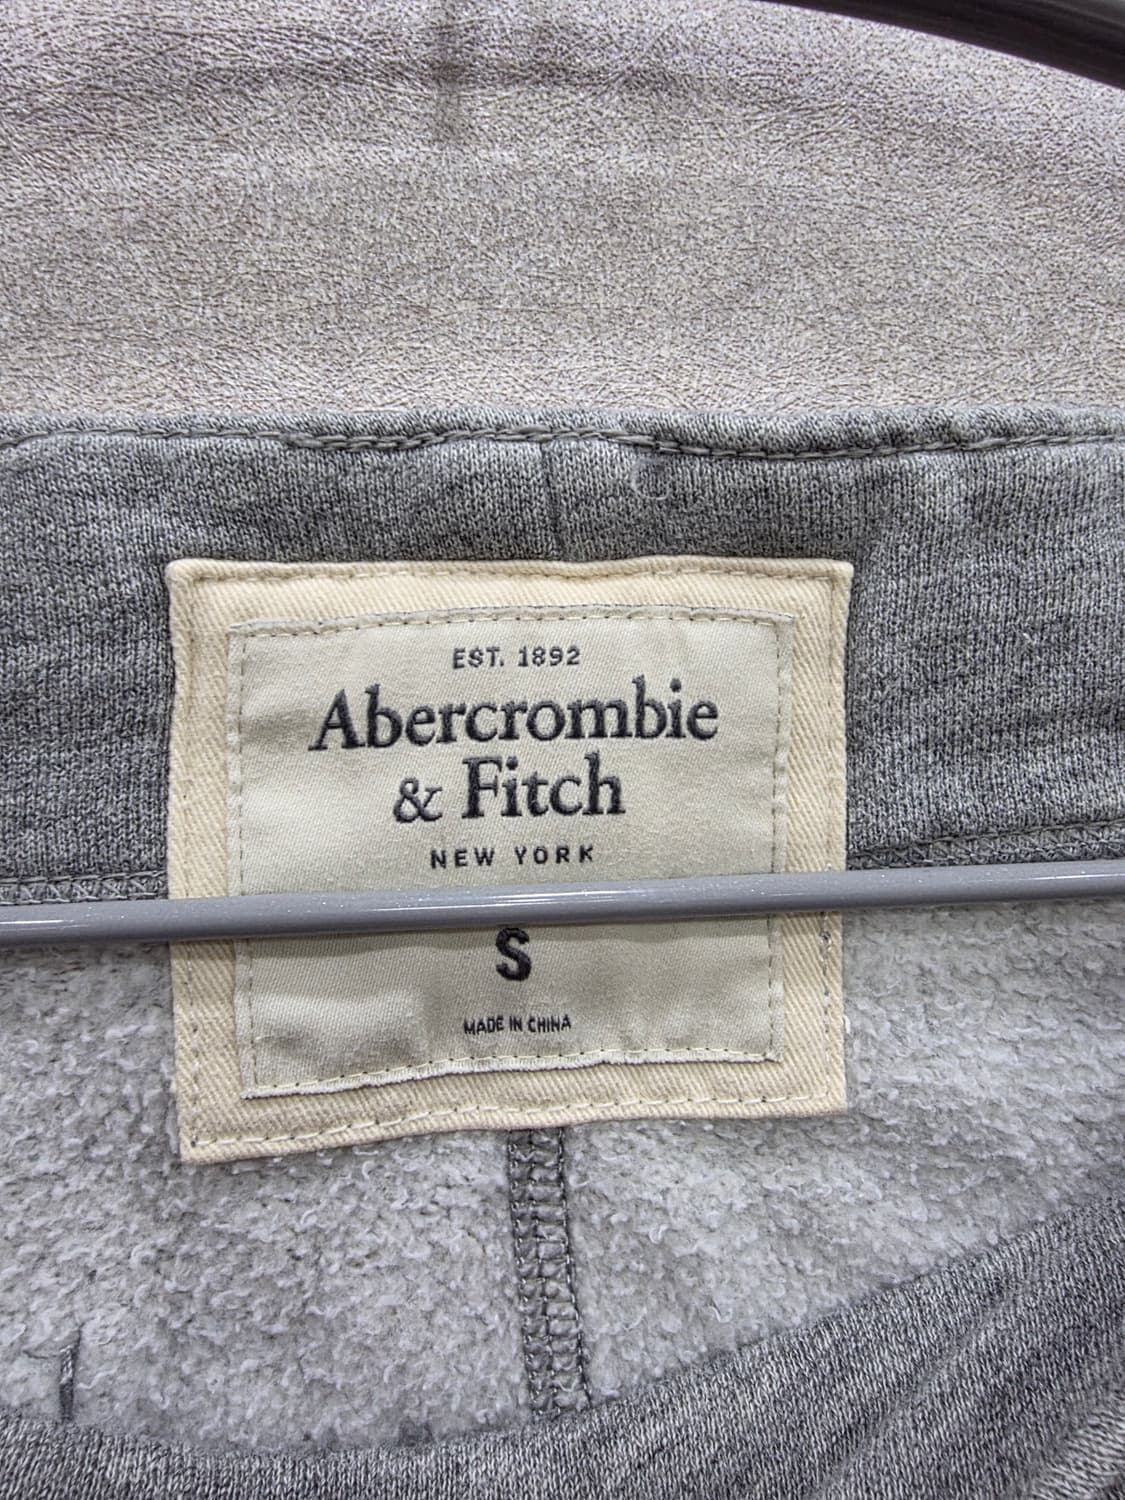 EST. 1892
Abercrombie
& Fitch
NEW YORK
S
MADE IN CHINA